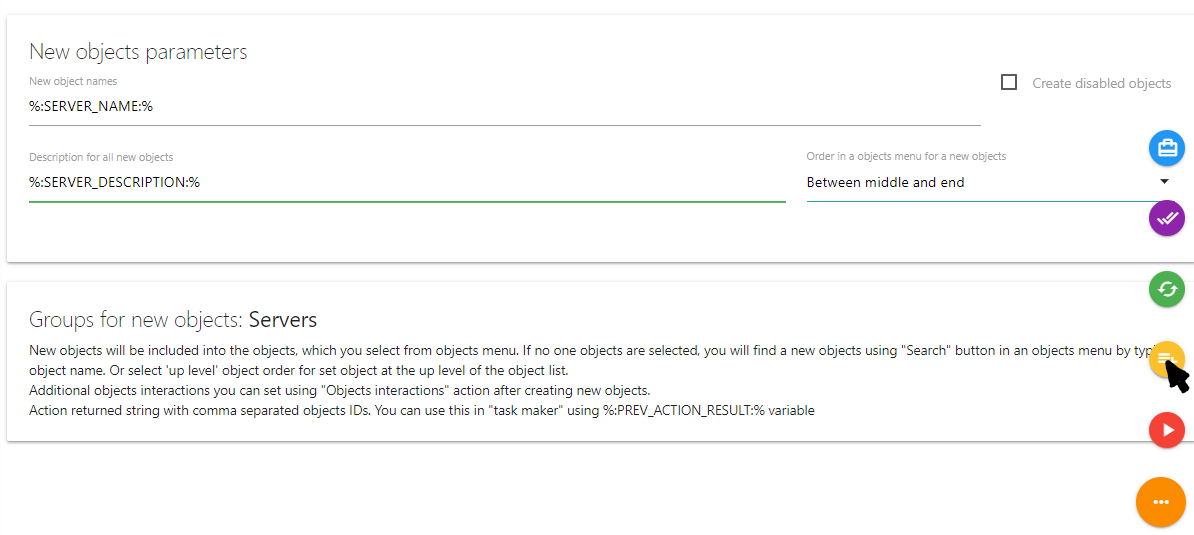 New objects parameters
New object names
%:SERVER_NAME:%
Create disabled objects
Description for all new objects
%:SERVER_DESCRIPTION:%
Order in a objects menu for a new objects
Between middle and end
Groups for new objects: Servers
New objects will be included into the objects, which you select from objects menu. If no one objects are selected, you will find a new objects using "Search" button in an objects menu by
object name. Or select 'up level' object order for set object at the up level of the object list.
Additional objects interactions you can set using "Objects interactions" action after creating new objects.
Action returned string with comma separated objects IDs. You can use this in "task maker" using %:PREV_ACTION_RESULT:% variable